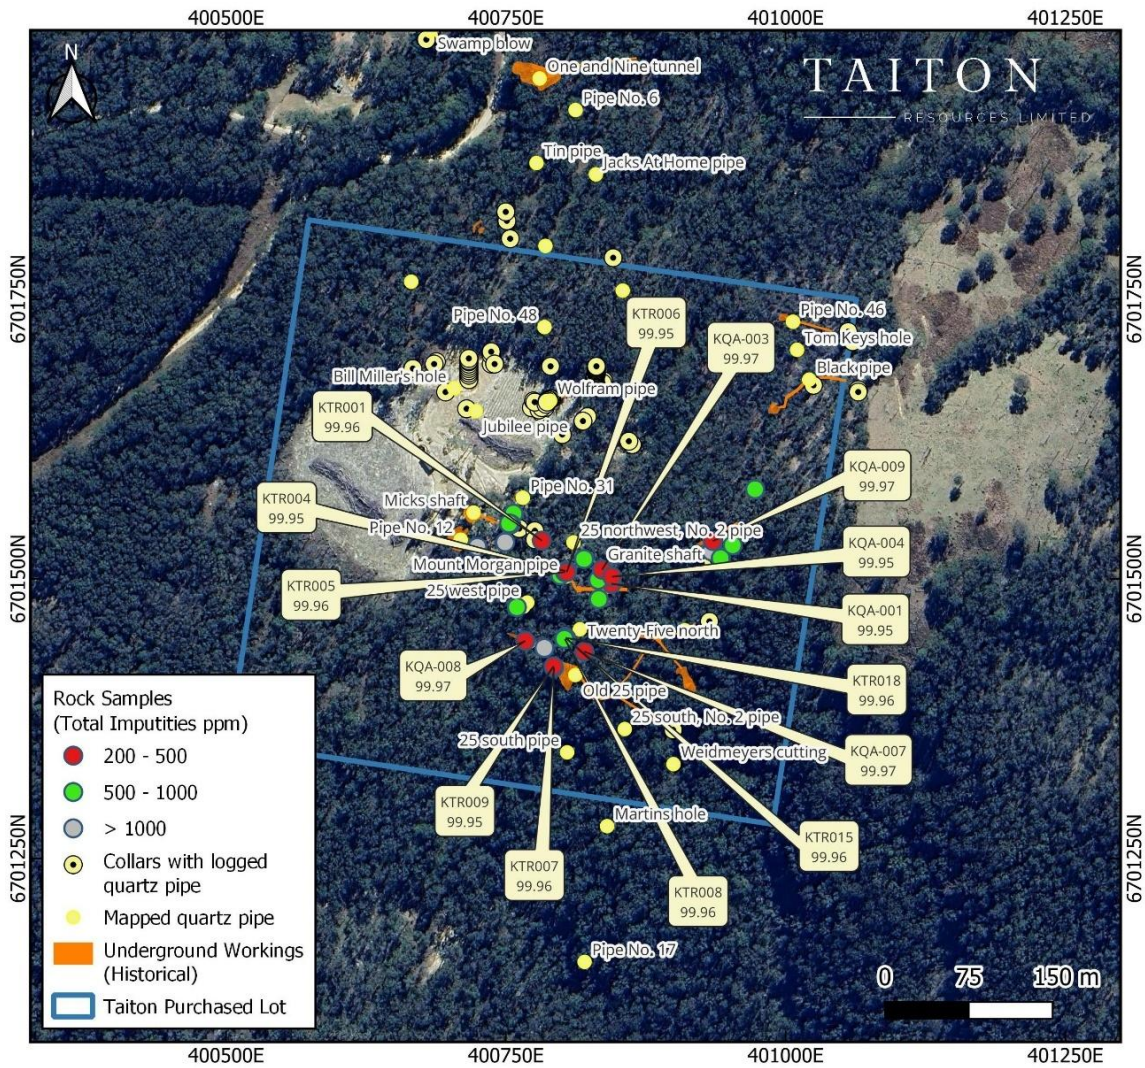 400500E
400750E
401000E
401250E
Swamp blow
N
One and Nine tunnel
TAITON
RESOURCES LIMITED
Pipe No. 6
Tin pipe
Jacks At Home pipe
6701750N
6701750N
Pipe No. 48
KTR006
99.95
Pipe No. 46
KQA-003
99.97
Tom Keys hole
Black pipe
Bill Miller's hole
Wolfram pipe
KTR001
99.96
Jubilee pipe
KQA-009
99.97
KTR004
99.95
Micks shaft
Pipe No. 31
Pipe No. 12
25 northwest, No. 2 pipe
KQA-004
99.95
Granite shaft
Mount Morgan pipe
6701500N
6701500N
KTR005
99.96
25 west pipe
KQA-001
99.95
Twenty-Five north
KQA-008
99.97
KTR018
99.96
Old 25 pipe
25 south, No. 2 pipe
25 south pipe
Weidmeyers cutting
KQA-007
99.97
KTR009
99.95
Martins hole
KTR015
99.96
KTR007
99.96
KTR008
99.96
6701250N
6701250N
Pipe No. 17
Rock Samples
(Total Imputities ppm)
200 - 500
500 - 1000
> 1000
Collars with logged
quartz pipe
Mapped quartz pipe
Underground Workings
(Historical)
Taiton Purchased Lot
0 75 150 m
400500E
400750E
401000E
401250E